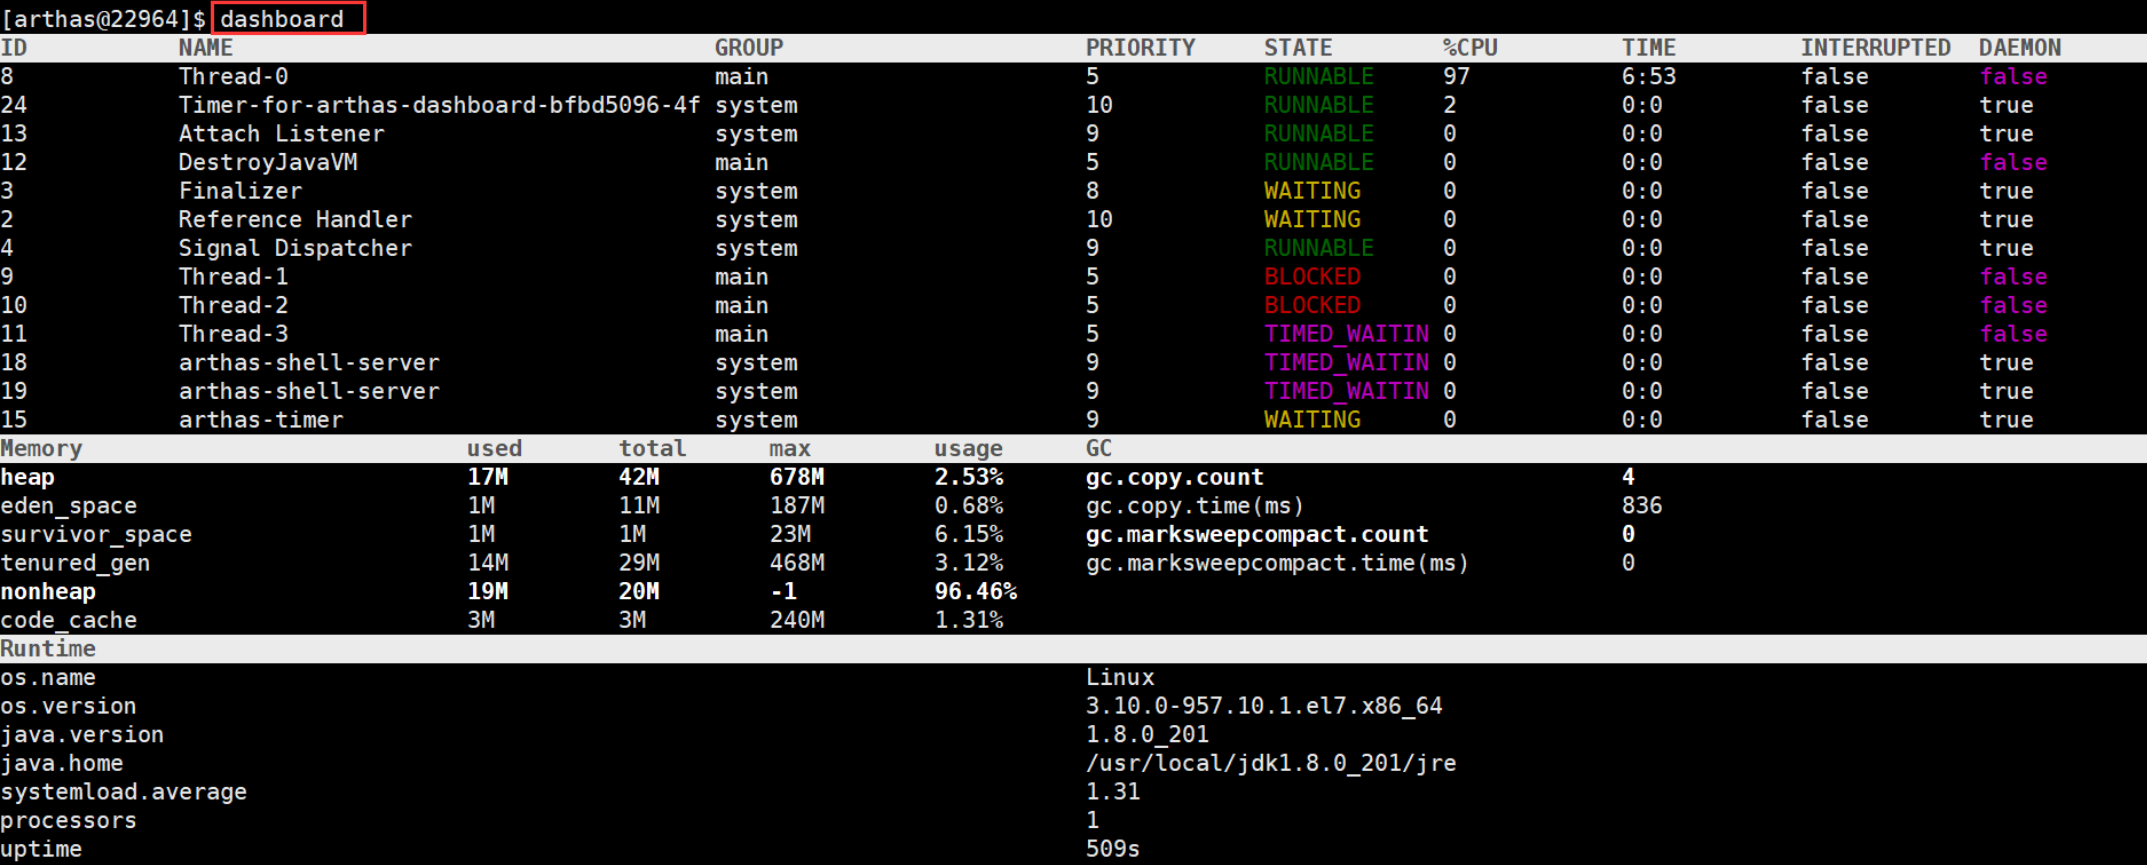 [arthas@22964]$ dashboard
ID NAME GROUP PRIORITY STATE %CPU TIME INTERRUPTED DAEMON
8 Thread-0 main 5 RUNNABLE 97 6:53 false false
24 Timer-for-arthas-dashboard-bfbd5096-4f system 10 RUNNABLE 2 0:0 false true
13 Attach Listener system 9 RUNNABLE 0 0:0 false true
12 DestroyJavaVM main 5 RUNNABLE 0 0:0 false false
3 Finalizer system 8 WAITING 0 0:0 false true
2 Reference Handler system 10 WAITING 0 0:0 false true
4 Signal Dispatcher system 9 RUNNABLE 0 0:0 false true
9 Thread-1 main 5 BLOCKED 0 0:0 false false
10 Thread-2 main 5 BLOCKED 0 0:0 false false
11 Thread-3 main 5 TIMED_WAITIN 0 0:0 false false
18 arthas-shell-server system 9 TIMED_WAITIN 0 0:0 false true
19 arthas-shell-server system 9 TIMED_WAITIN 0 0:0 false true
15 arthas-timer system 9 WAITING 0 0:0 false true
Memory used total max usage GC
heap 17M 42M 678M 2.53% gc.copy.count 4
eden_space 1M 11M 187M 0.68% gc.copy.time(ms) 836
survivor_space 1M 1M 23M 6.15% gc.marksweepcompact.count 0
tenured_gen 14M 29M 468M 3.12% gc.marksweepcompact.time(ms) 0
nonheap 19M 20M -1 96.46%
code_cache 3M 3M 240M 1.31%
Runtime
os.name Linux
os.version 3.10.0-957.10.1.el7.x86_64
java.version 1.8.0_201
java.home /usr/local/jdk1.8.0_201/jre
systemload.average 1.31
processors 1
uptime 509s